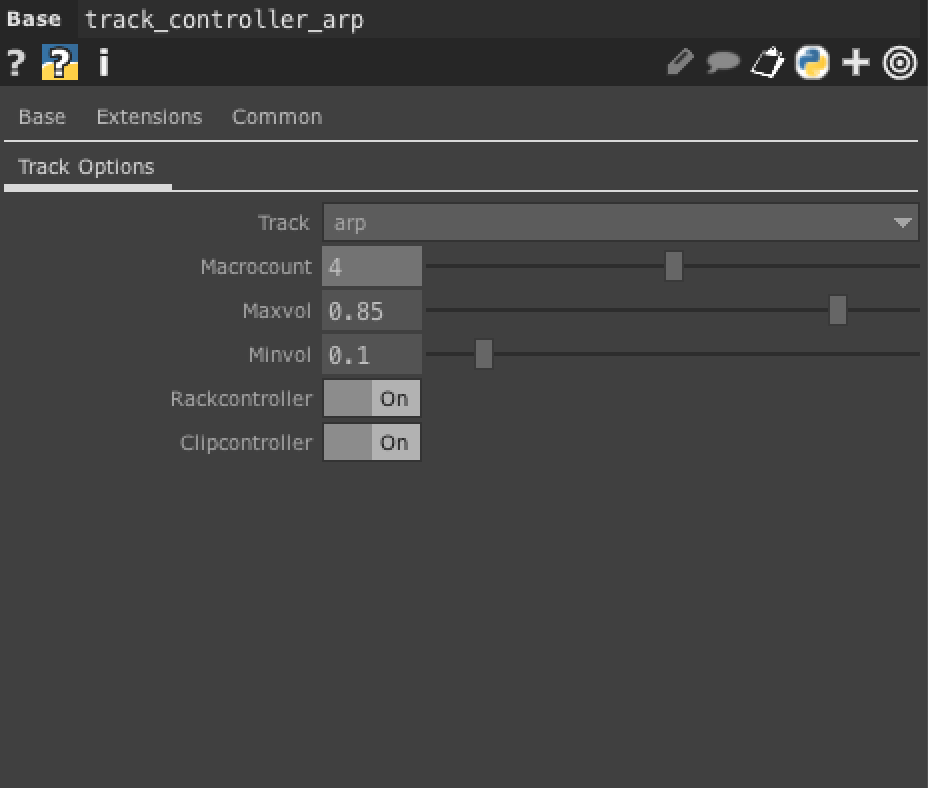 Base track_controller_arp
? ? i
Base Extensions Common
Track Options
Track arp
Macrocount 4
Maxvol 0.85
Minvol 0.1
Rackcontroller On
Clipcontroller On